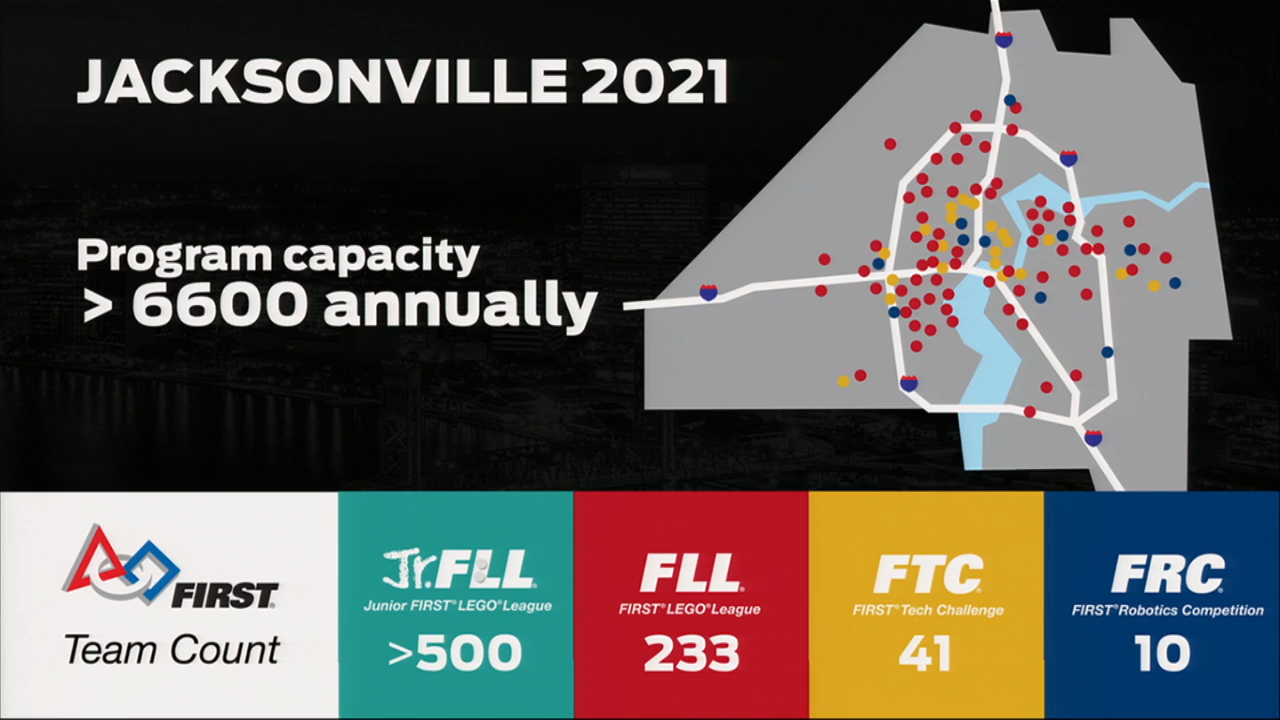 JACKSONVILLE 2021
Program capacity
> 6600 annually
FIRST®
Team Count
Jr.FLL®
Junior FIRST® LEGO® League
>500
FLL®
FIRST® LEGO® League
233
FTC®
FIRST® Tech Challenge
41
FRC®
FIRST® Robotics Competition
10